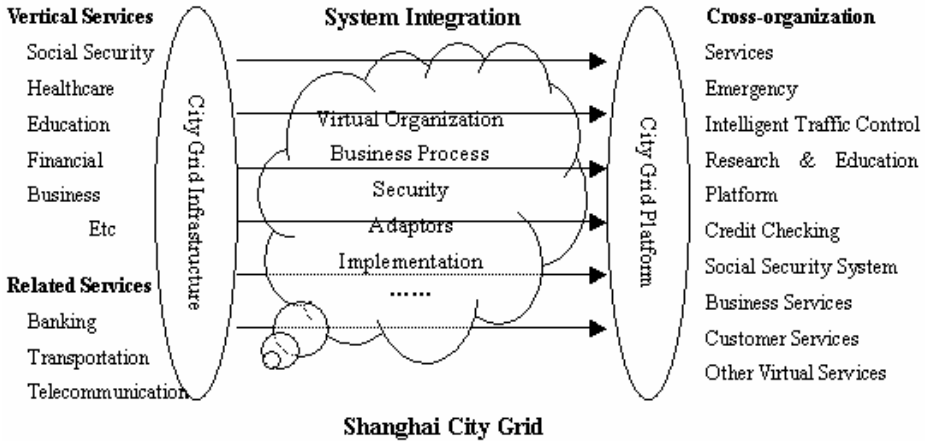 Vertical Services
Social Security
Healthcare
Education
Financial
Business
Etc
Related Services
Banking
Transportation
Telecommunication
City Grid Infrastructure
System Integration
Virtual Organization
Business Process
Security
Adaptors
Implementation
......
City Grid Platform
Cross-organization
Services
Emergency
Intelligent Traffic Control
Research & Education
Platform
Credit Checking
Social Security System
Business Services
Customer Services
Other Virtual Services
Shanghai City Grid